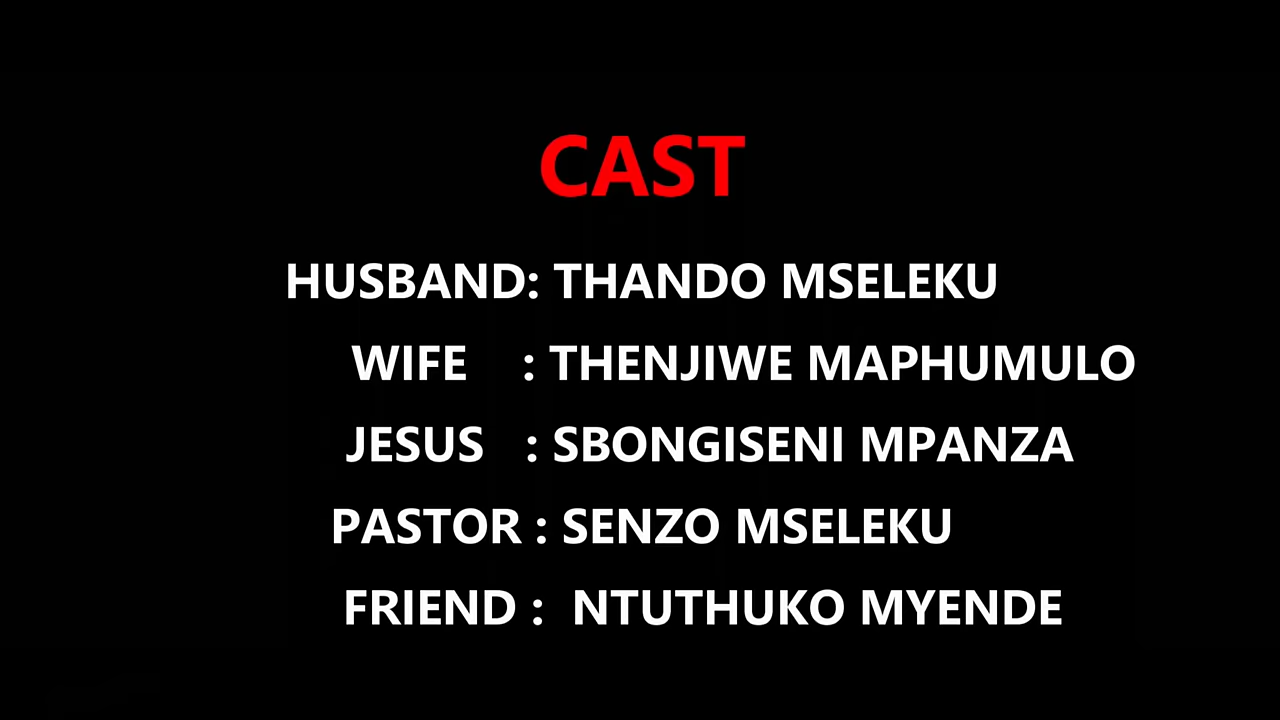 CAST
HUSBAND: THANDO MSELEKU
WIFE : THENJIWE MAPHUMULO
JESUS : SBONGISENI MPANZA
PASTOR : SENZO MSELEKU
FRIEND : NTUTHUKO MYENDE